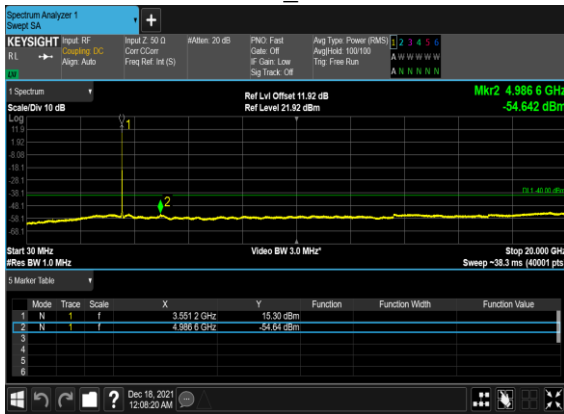 Spectrum Analyzer 1
Swept SA
+
KEYSIGHT Input: RF Input Z: 50 Ω #Atten: 20 dB PNO: Fast Avg Type: Power (RMS) 1 2 3 4 5 6
RL Coupling: DC Corr CCorr Gate: Off Avg|Hold: 100/100 A W W W W W
Align: Auto Freq Ref: Int (S) IF Gain: Low Trig: Free Run
Sig Track: Off A N N N N N
1 Spectrum
Ref Lvl Offset 11.92 dB Mkr2 4.986 6 GHz
Scale/Div 10 dB Ref Level 21.92 dBm -54.642 dBm
Log
11.9
1.92
-8.08
-18.1
-28.1
-38.1
-48.1
-58.1
-68.1
1
2
DL1 -40.00 dBm
Start 30 MHz Video BW 3.0 MHz* Stop 20.000 GHz
#Res BW 1.0 MHz Sweep ~38.3 ms (40001 pts)
5 Marker Table
Mode Trace Scale X Y Function Function Width Function Value
1 N 1 f 3.551 2 GHz 15.30 dBm
2 N 1 f 4.986 6 GHz -54.64 dBm
3
4
5
6
? Dec 18, 2021
12:08:20 AM